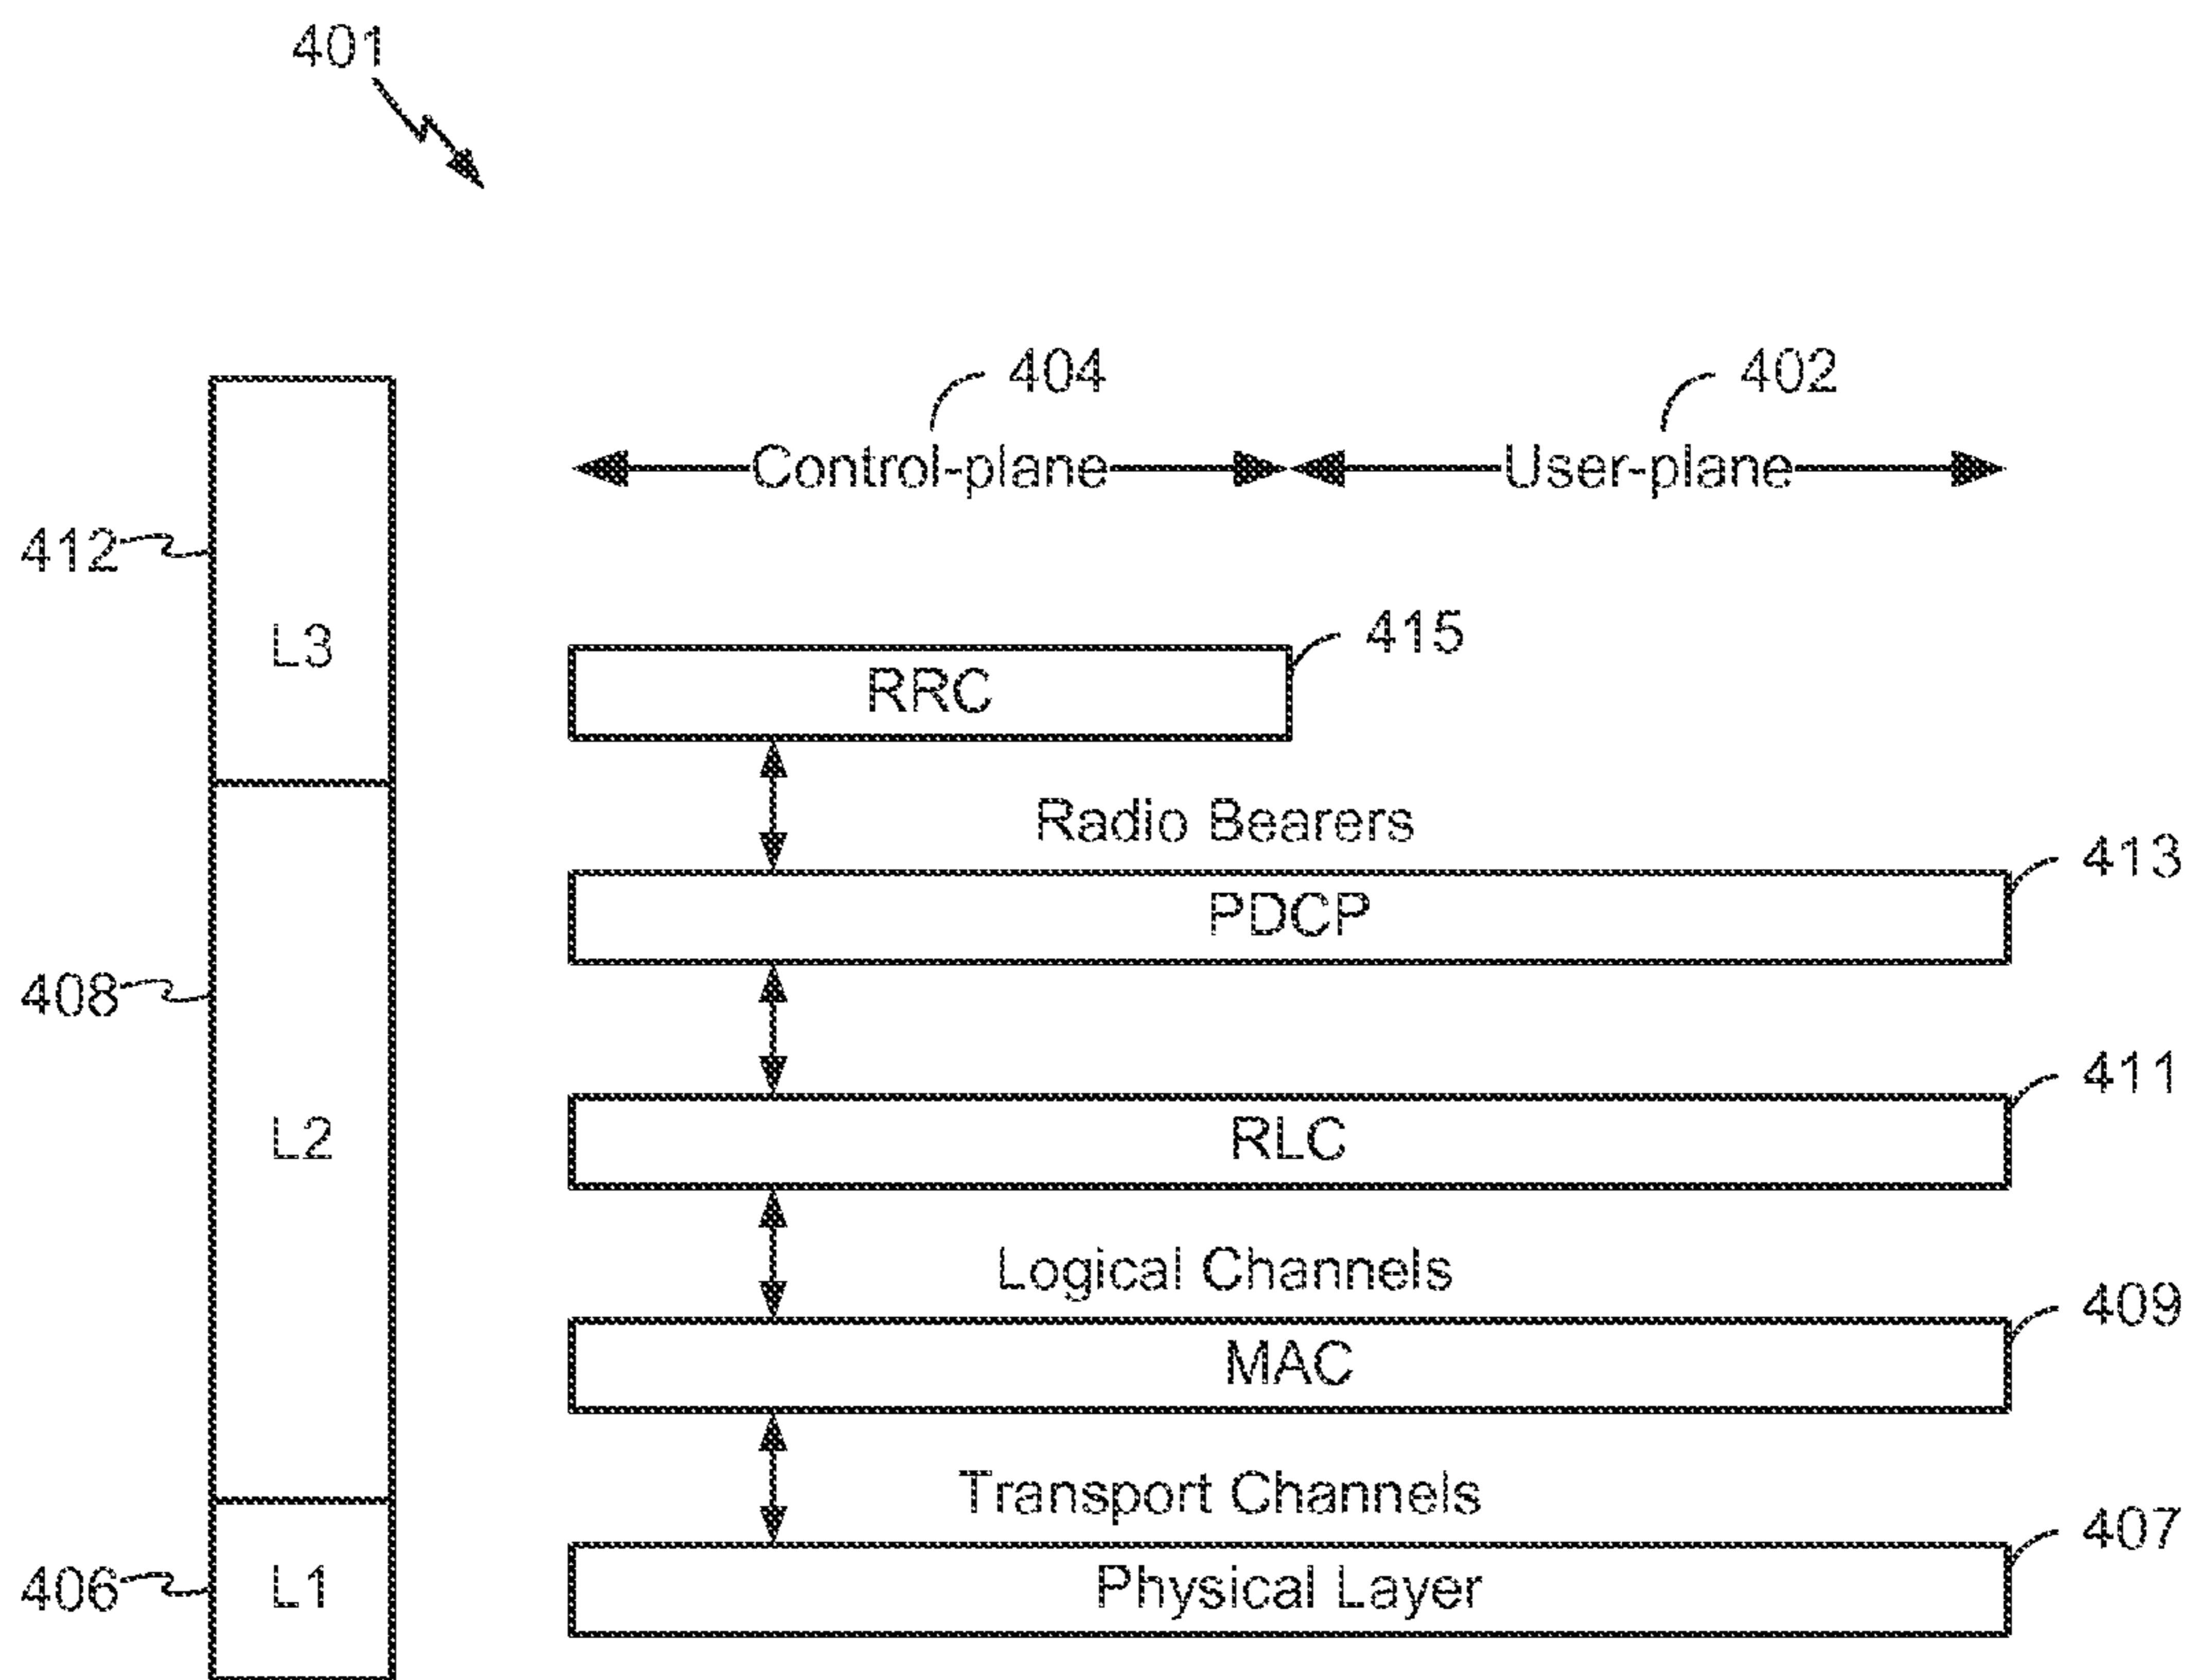 401
404
402
Control-plane
User-plane
412
L3
415
RRC
Radio Bearers
413
PDCP
408
411
L2
RLC
Logical Channels
409
MAC
Transport Channels
407
406
L1
Physical Layer